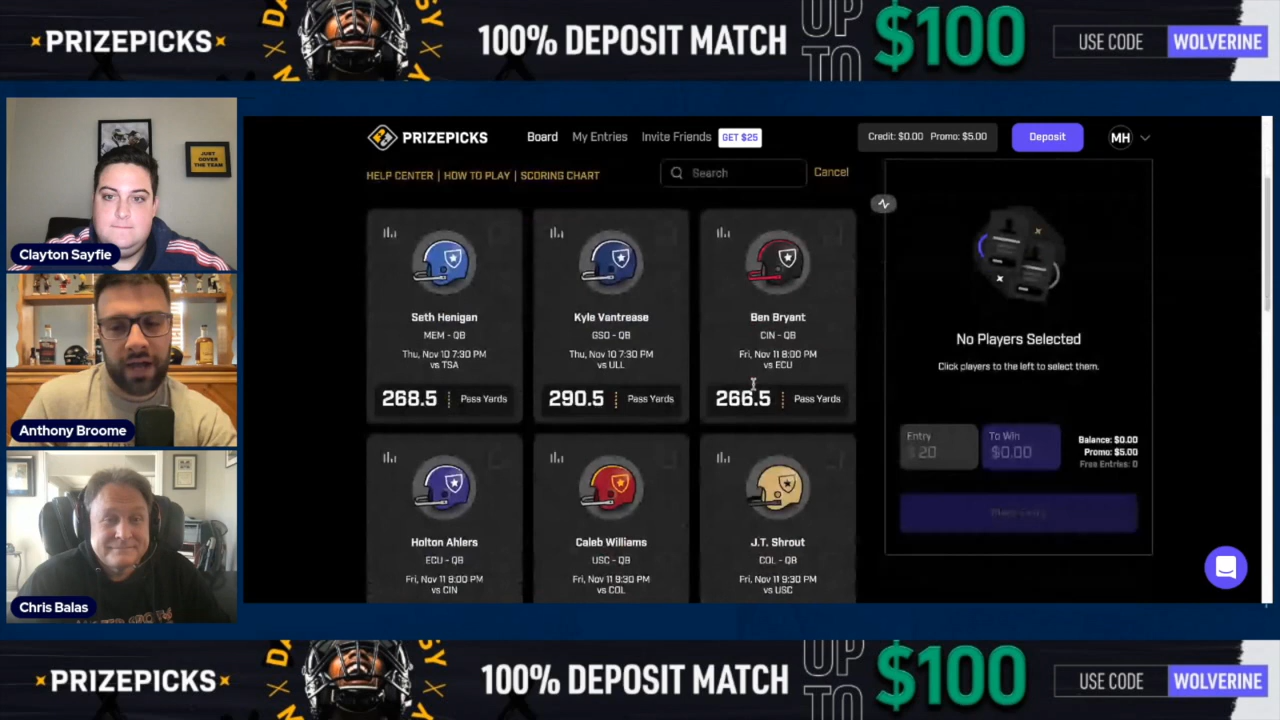 PRIZEPICKS
100% DEPOSIT MATCH
UP TO
$100
USE CODE WOLVERINE
JUST COVER THE TEAM
Clayton Sayfie
Anthony Broome
Chris Balas
PRIZEPICKS
Board
My Entries
Invite Friends
GET $25
Credit: $0.00 Promo: $5.00
Deposit
MH
HELP CENTER | HOW TO PLAY | SCORING CHART
Search
Cancel
Seth Henigan
MEM - QB
Thu, Nov 10 7:30 PM
vs TSA
268.5 Pass Yards
Kyle Vantrease
GSO - QB
Thu, Nov 10 7:30 PM
vs ULL
290.5 Pass Yards
Ben Bryant
CIN - QB
Fri, Nov 11 8:00 PM
vs ECU
266.5 Pass Yards
Holton Ahlers
ECU - QB
Fri, Nov 11 8:00 PM
vs CIN
Caleb Williams
USC - QB
Fri, Nov 11 9:30 PM
vs COL
J.T. Shrout
COL - QB
Fri, Nov 11 9:30 PM
vs USC
No Players Selected
Click players to the left to select them.
Entry
$ 20
To Win
$0.00
Balance: $0.00
Promo: $5.00
Free Entries: 0
PRIZEPICKS
100% DEPOSIT MATCH
UP TO
$100
USE CODE WOLVERINE